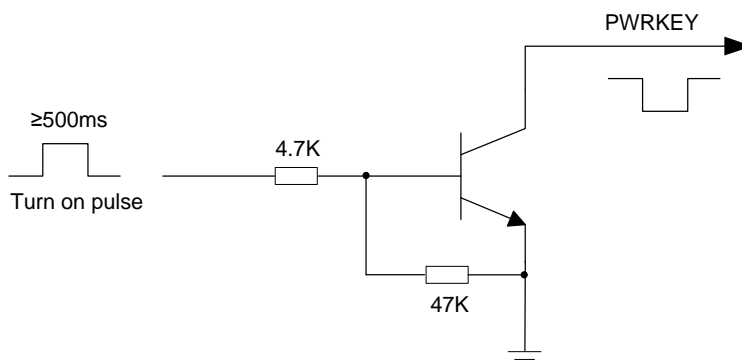 PWRKEY
≥500ms
4.7K
Turn on pulse
47K